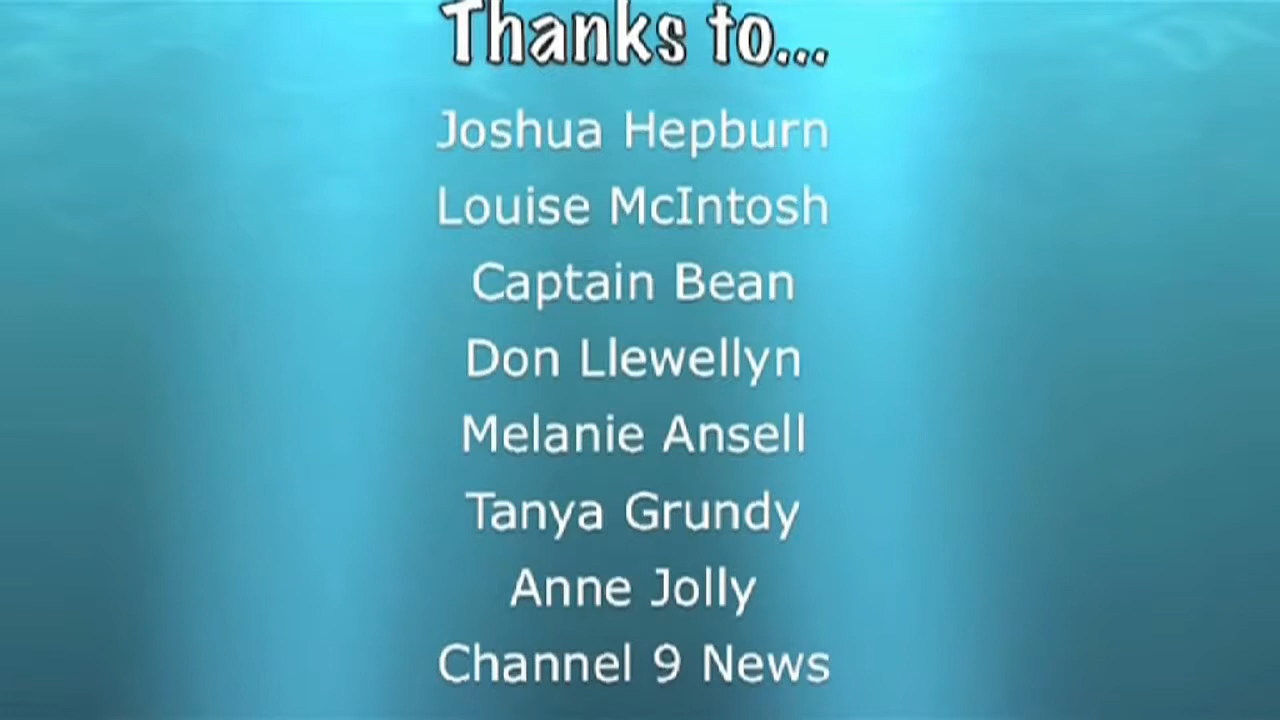 Thanks to...
Joshua Hepburn
Louise McIntosh
Captain Bean
Don Llewellyn
Melanie Ansell
Tanya Grundy
Anne Jolly
Channel 9 News